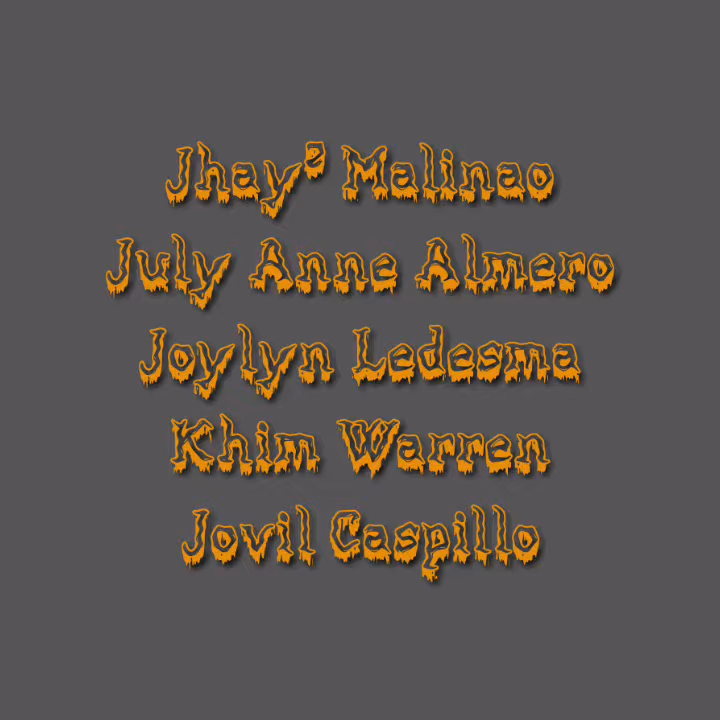 Jhay² Malinao
July Anne Almero
Joylyn Ledesma
Khim Warren
Jovil Caspillo